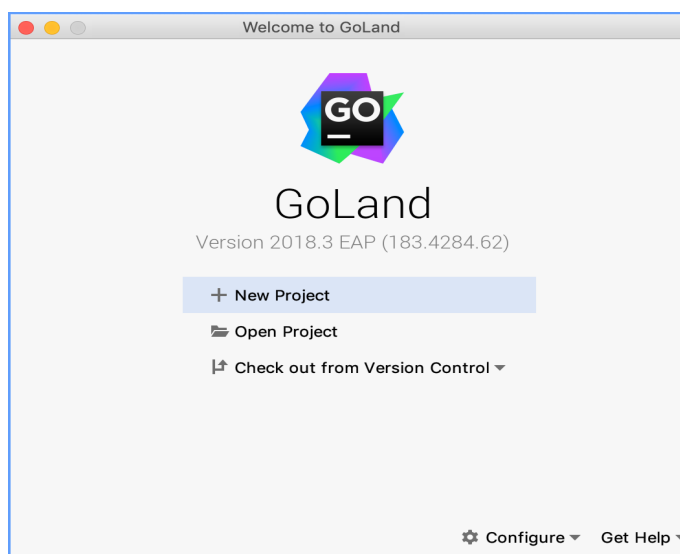 Welcome to GoLand
GO
GoLand
Version 2018.3 EAP (183.4284.62)
New Project
Open Project
Check out from Version Control
Configure Get Help